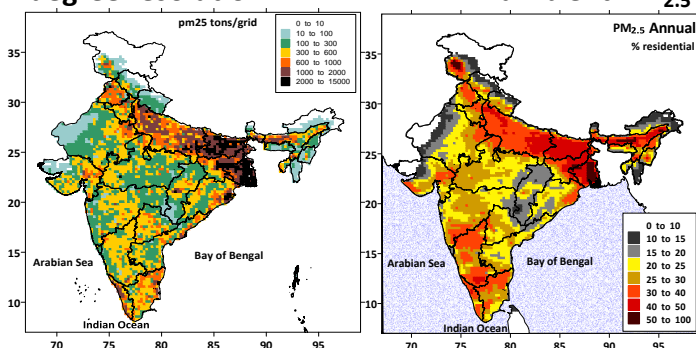 2.5
pm25 tons/grid
0 to 10
10 to 100
100 to 300
300 to 600
600 to 1000
1000 to 2000
2000 to 15000
35
30
25
20
15
10
Arabian Sea
Bay of Bengal
Indian Ocean
70 75 80 85 90 95
PM2.5 Annual
% residential
35
30
25
20
15
10
Arabian Sea
Bay of Bengal
Indian Ocean
0 to 10
10 to 15
15 to 20
20 to 25
25 to 30
30 to 40
40 to 50
50 to 100
70 75 80 85 90 95